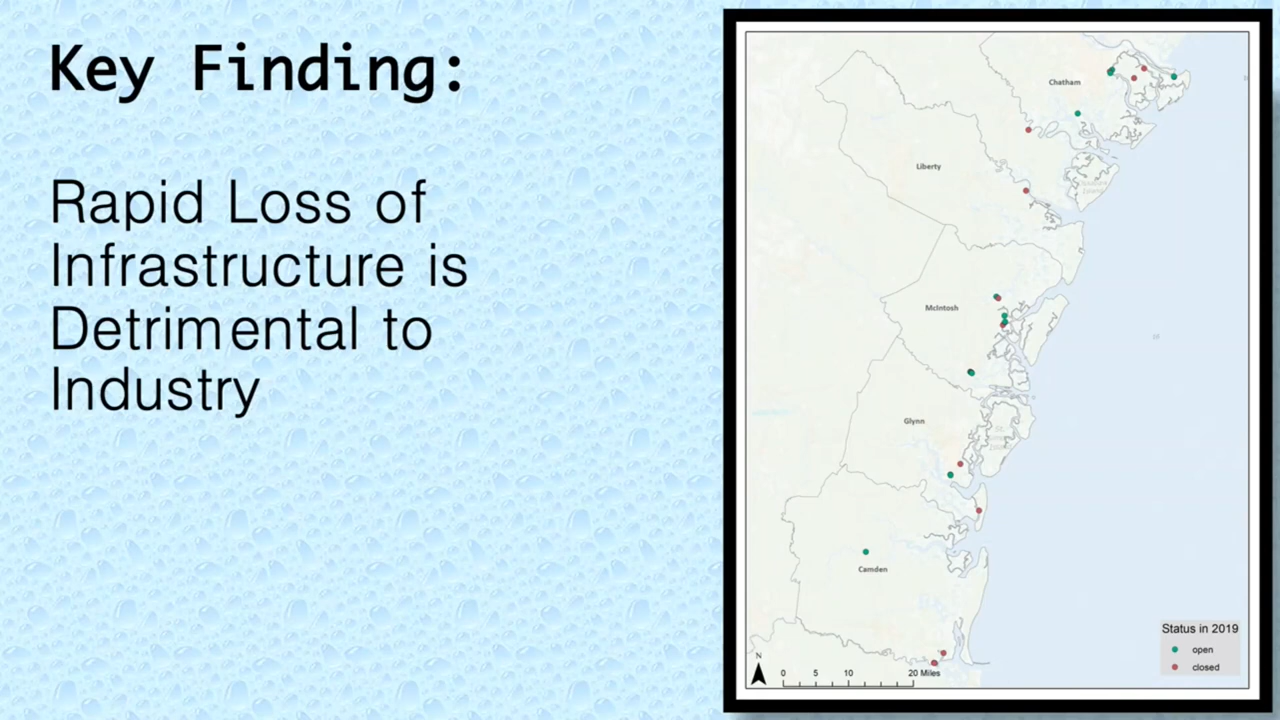 Key Finding:
Rapid Loss of
Infrastructure is
Detrimental to
Industry
Chatham
Liberty
McIntosh
Glynn
Camden
Status in 2019
open
closed
N
0 5 10 20 Miles